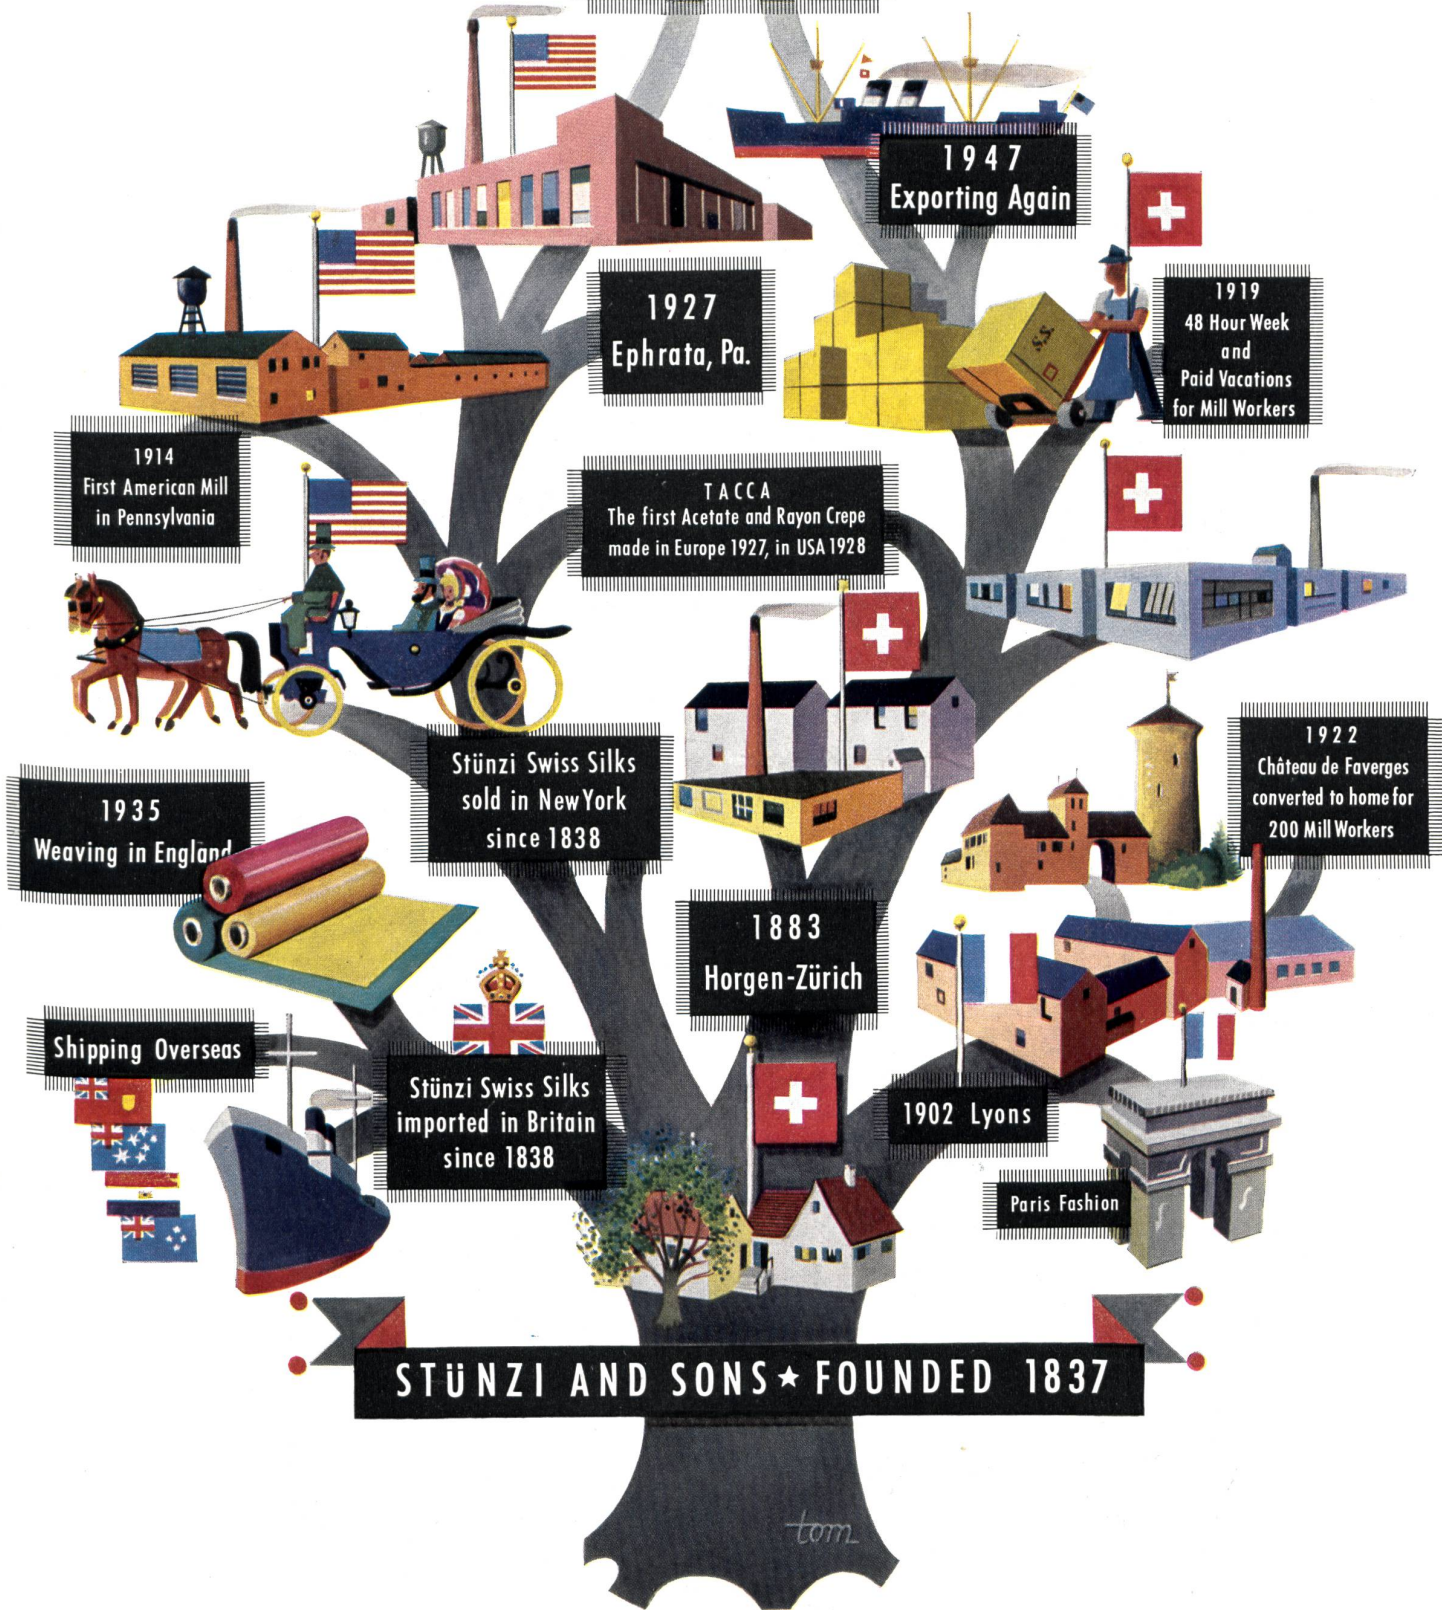 1947
Exporting Again
1927
Ephrata, Pa.
1919
48 Hour Week
and
Paid Vacations
for Mill Workers
S.S.
1914
First American Mill
in Pennsylvania
TACCA
The first Acetate and Rayon Crepe
made in Europe 1927, in USA 1928
Stünzi Swiss Silks
sold in New York
since 1838
1922
Château de Faverges
converted to home for
200 Mill Workers
1935
Weaving in England
1883
Horgen-Zürich
Shipping Overseas
Stünzi Swiss Silks
imported in Britain
since 1838
1902 Lyons
Paris Fashion
S
S
STÜNZI AND SONS ★ FOUNDED 1837
tom